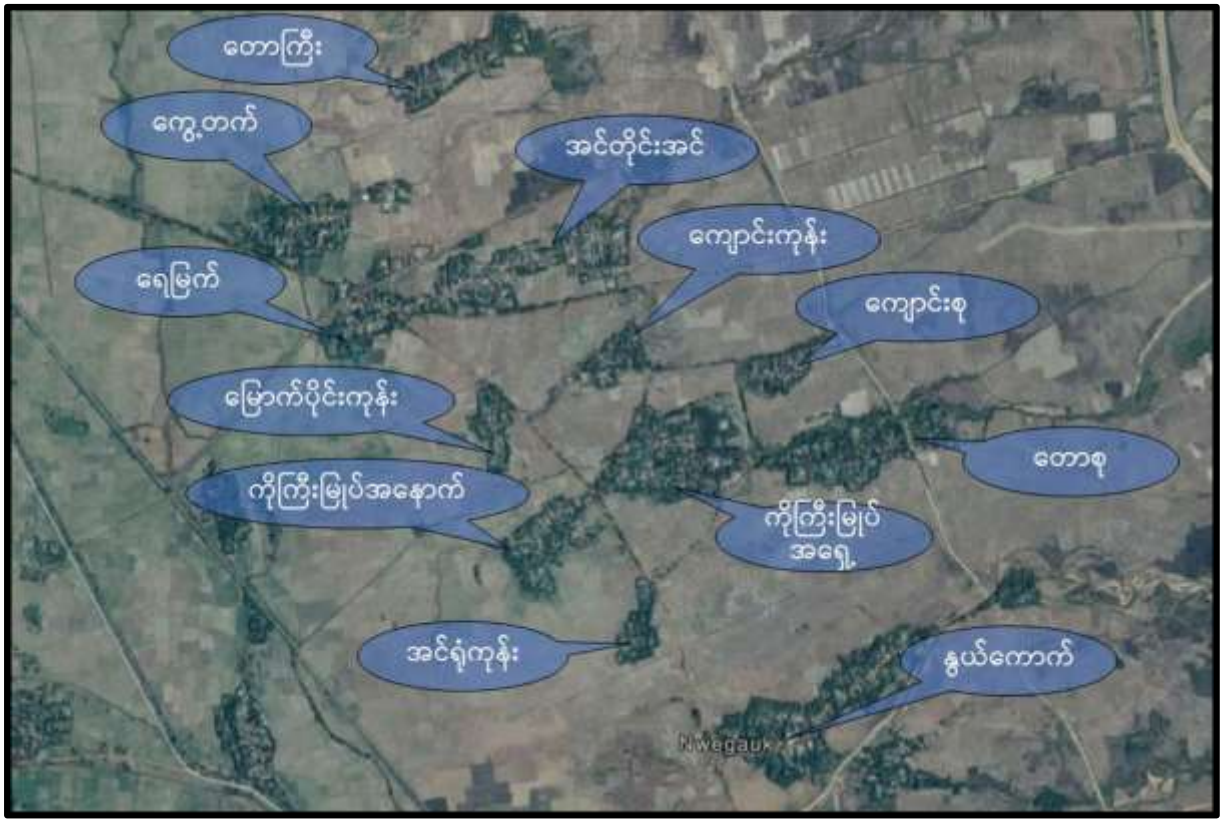 တောကြီး
ကွေ့တက်
အင်တိုင်းအင်
ကျောင်းကုန်း
ရေမြက်
ကျောင်းစု
မြောက်ပိုင်းကုန်း
တောစု
ကိုကြီးမြုပ်အနောက်
ကိုကြီးမြုပ်
အရှေ့
အင်ရုံကုန်း
နွယ်ကောက်
Nwegauk